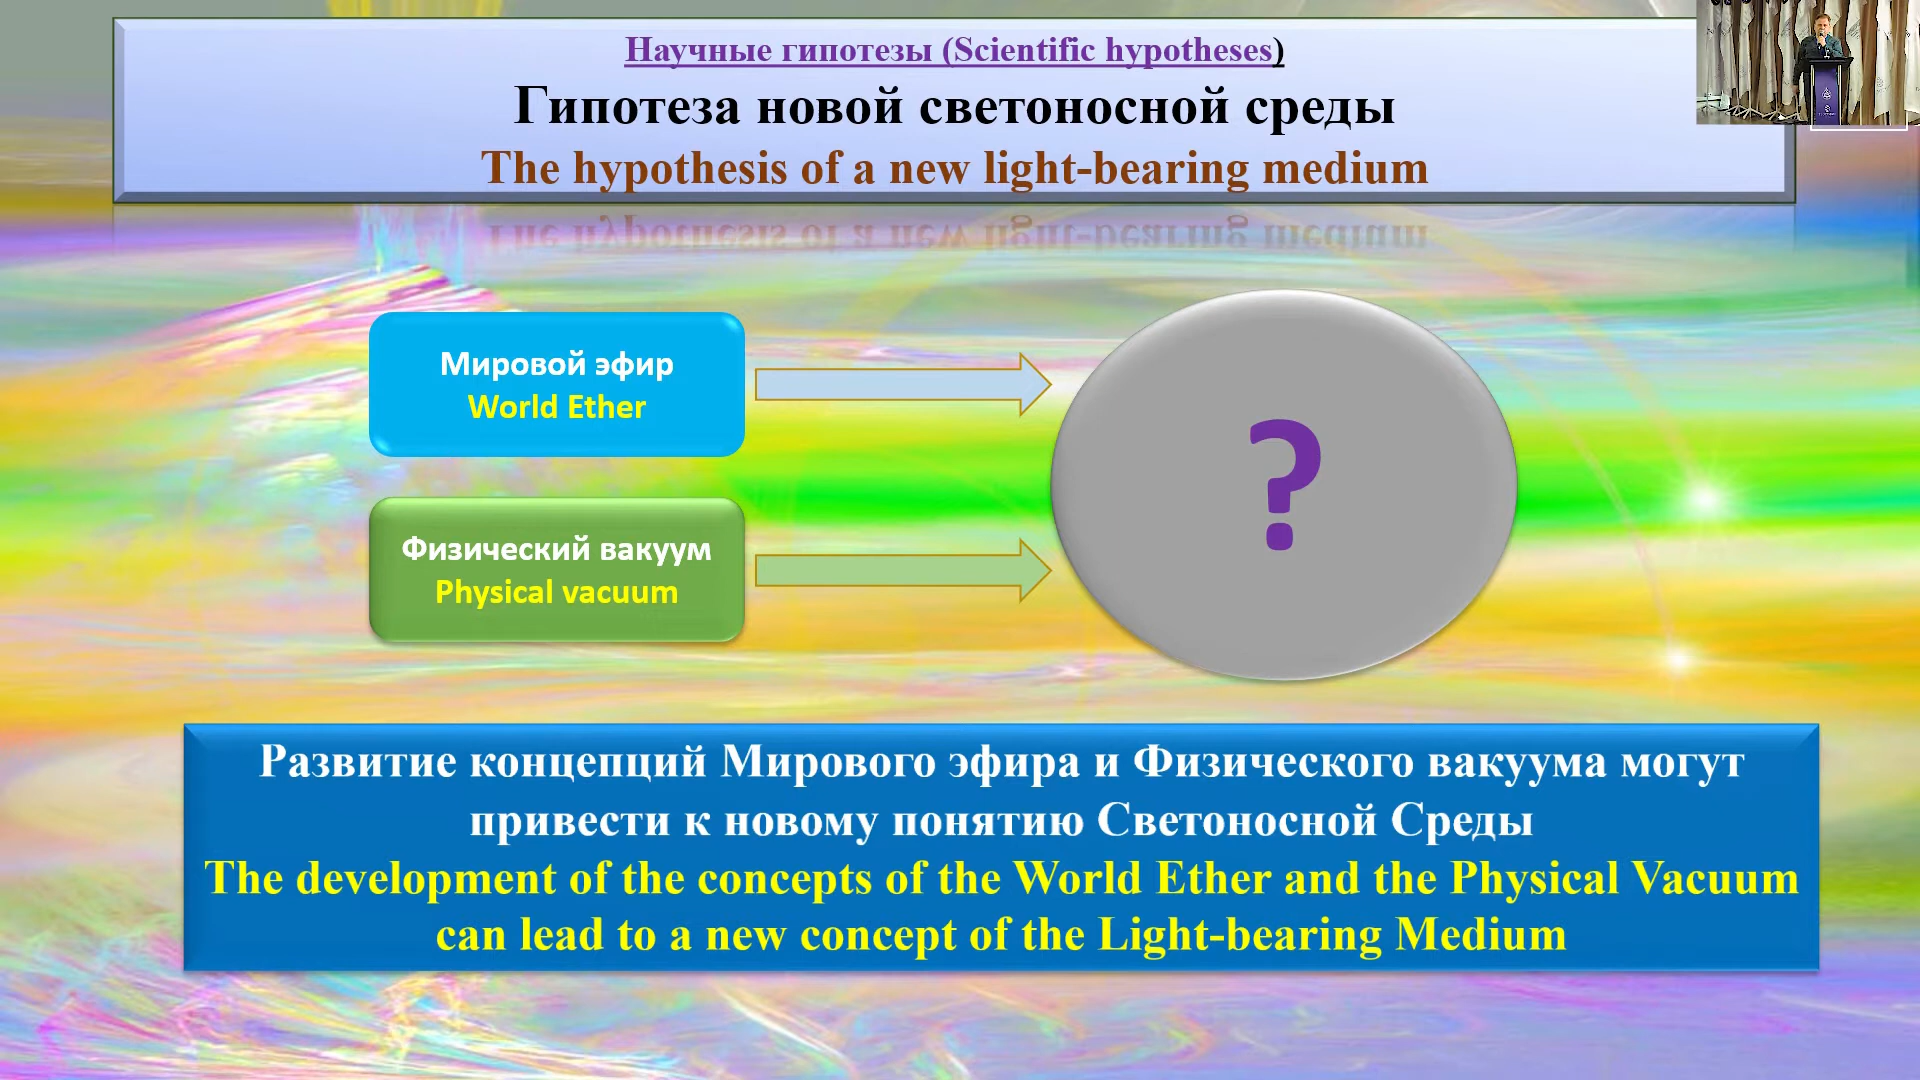 Научные гипотезы (Scientific hypotheses)
Гипотеза новой светоносной среды
The hypothesis of a new light-bearing medium
Мировой эфир
World Ether
Физический вакуум
Physical vacuum
?
Развитие концепций Мирового эфира и Физического вакуума могут
привести к новому понятию Светоносной Среды
The development of the concepts of the World Ether and the Physical Vacuum
can lead to a new concept of the Light-bearing Medium